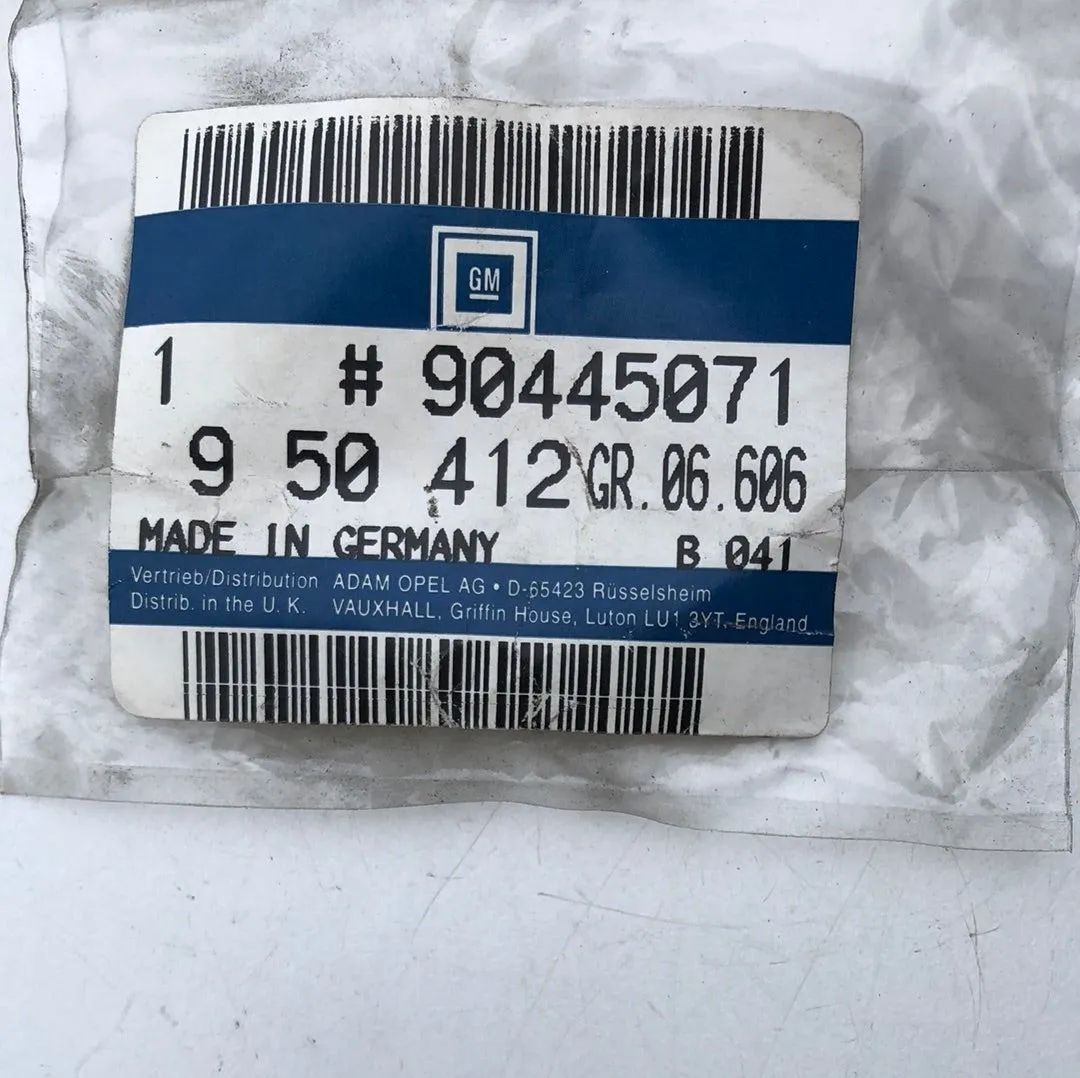 GM
1 # 90445071
9 50 412 GR. 06.606
MADE IN GERMANY B 041
Vertrieb/Distribution ADAM OPEL AG • D-65423 Rüsselsheim
Distrib. in the U. K. VAUXHALL, Griffin House, Luton LU1 3YT, England